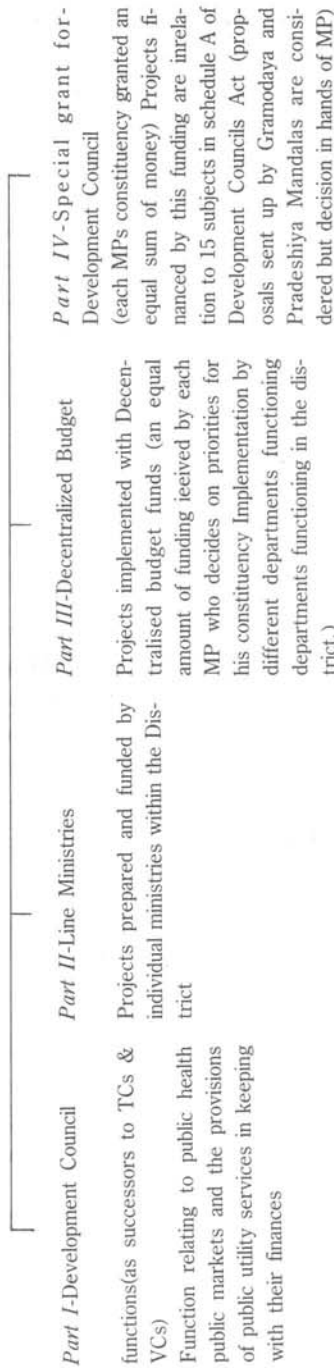 Part I-Development Council
functions(as successors to TCs &
VCs)
Function relating to public health
public markets and the provisions
of public utility services in keeping
with their finances
Part II-Line Ministries
Projects prepared and funded by
individual ministries within the Dis-
trict
Part III-Decentralized Budget
Projects implemented with Decen-
tralised budget funds (an equal
amount of funding ieeived by each
MP who decides on priorities for
his constituency Implementation by
different departments functioning
departments functioning in the dis-
trict.)
Part IV-Special grant for-
Development Council
(each MPs constituency granted an
equal sum of money) Projects fi-
nanced by this funding are inrela-
tion to 15 subjects in schedule A of
Development Councils Act (prop-
osals sent up by Gramodaya and
Pradeshiya Mandalas are consi-
dered but decision in hands of MP)